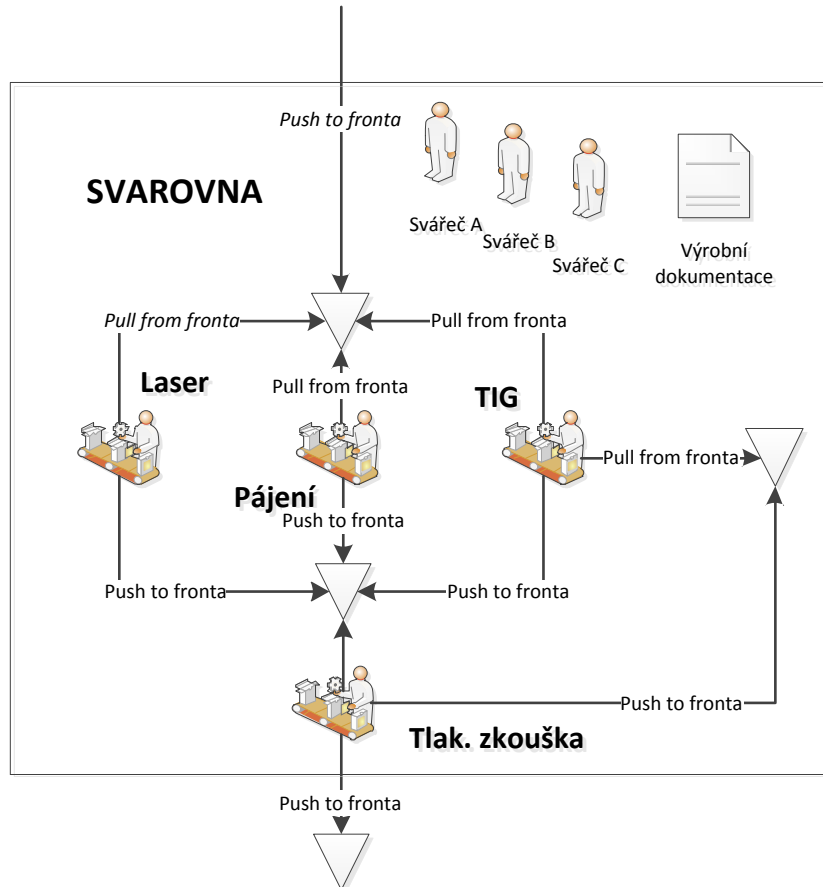 Push to fronta
SVAROVNA
Svářeč A
Svářeč B
Svářeč C
Výrobní
dokumentace
Pull from fronta
Pull from fronta
Laser
Pull from fronta
TIG
Pull from fronta
Pájení
Push to fronta
Push to fronta
Push to fronta
Push to fronta
Tlak. zkouška
Push to fronta